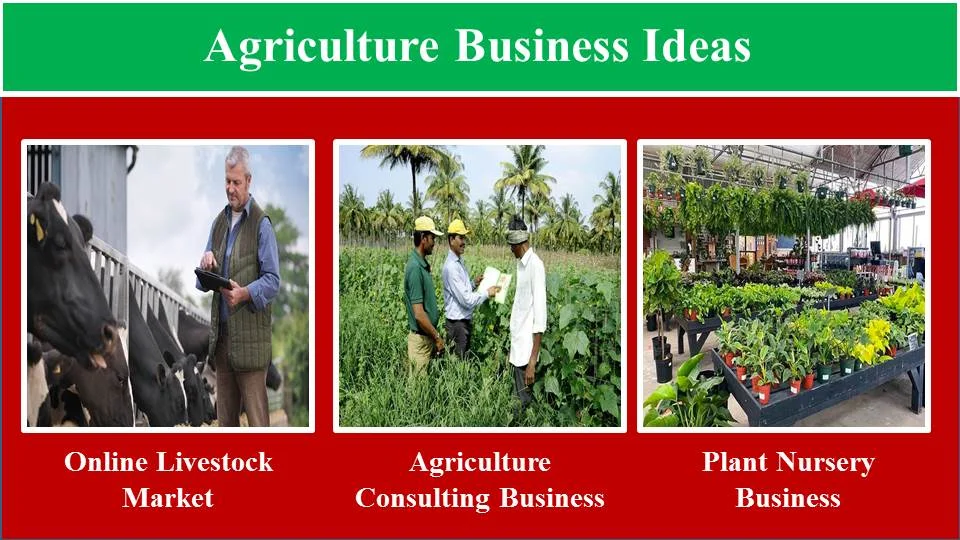 Agriculture Business Ideas
Online Livestock
Market
Agriculture
Consulting Business
Plant Nursery
Business